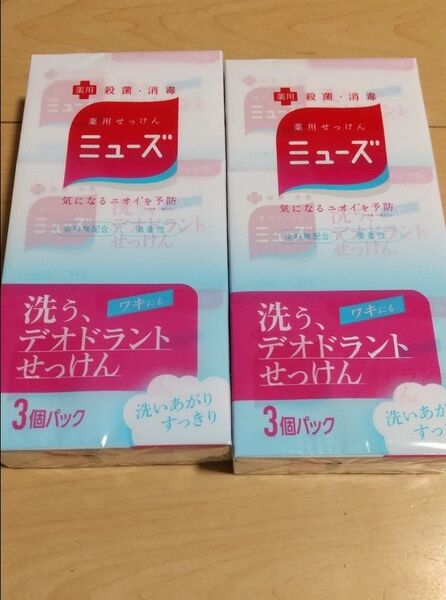 薬用 殺菌・消毒
薬用せっけん
ミューズ
気になるニオイを予防
洗う、
デオドラント
せっけん
ワキにも
3個パック
洗いあがり
すっきり
薬用 殺菌・消毒
薬用せっけん
ミューズ
気になるニオイを予防
洗う、
デオドラント
せっけん
ワキにも
3個パック
洗いあがり
すっきり